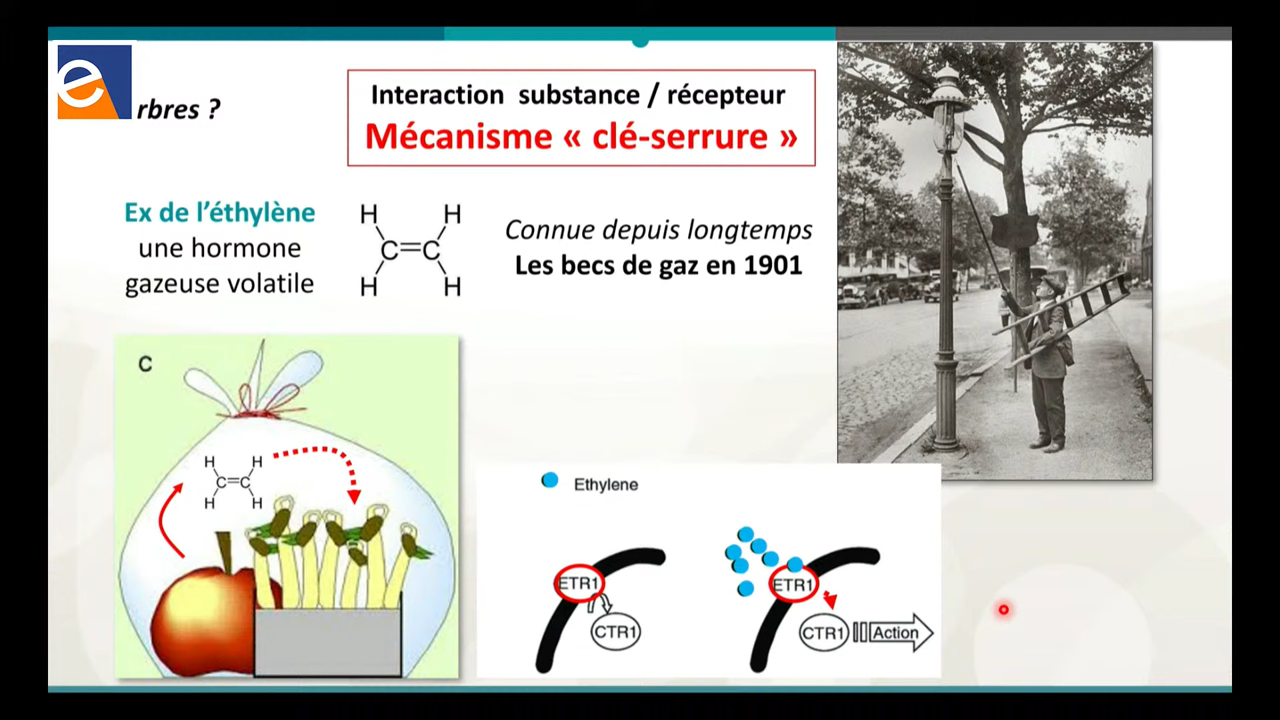 e
rbres ?
Interaction substance / récepteur
Mécanisme « clé-serrure »
Ex de l'éthylène
une hormone
gazeuse volatile
H H
C=C
H H
Connue depuis longtemps
Les becs de gaz en 1901
C
H H
C=C
H H
Ethylene
ETR1
CTR1
ETR1
CTR1
Action